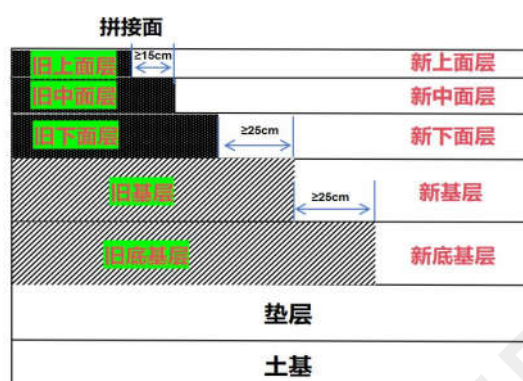 拼接面
旧上面层
≥15cm
新上面层
旧中面层
新中面层
旧下面层
≥25cm
新下面层
旧基层
≥25cm
新基层
旧底基层
新底基层
垫层
土基